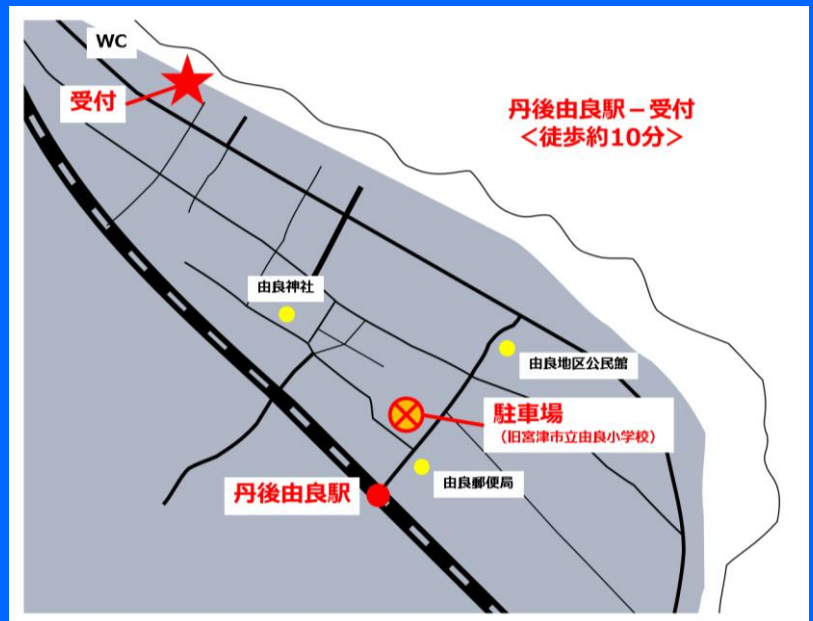 WC
受付
丹後由良駅－受付
＜徒歩約10分＞
由良神社
由良地区公民館
駐車場
（旧宮津市立由良小学校）
由良郵便局
丹後由良駅